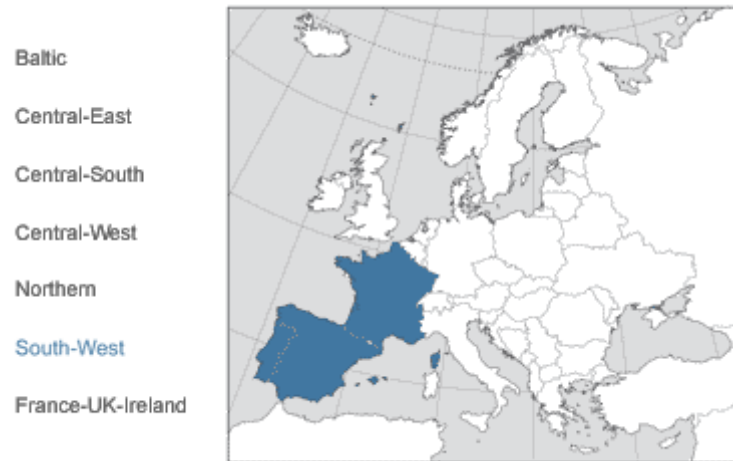 Baltic
Central-East
Central-South
Central-West
Northern
South-West
France-UK-Ireland